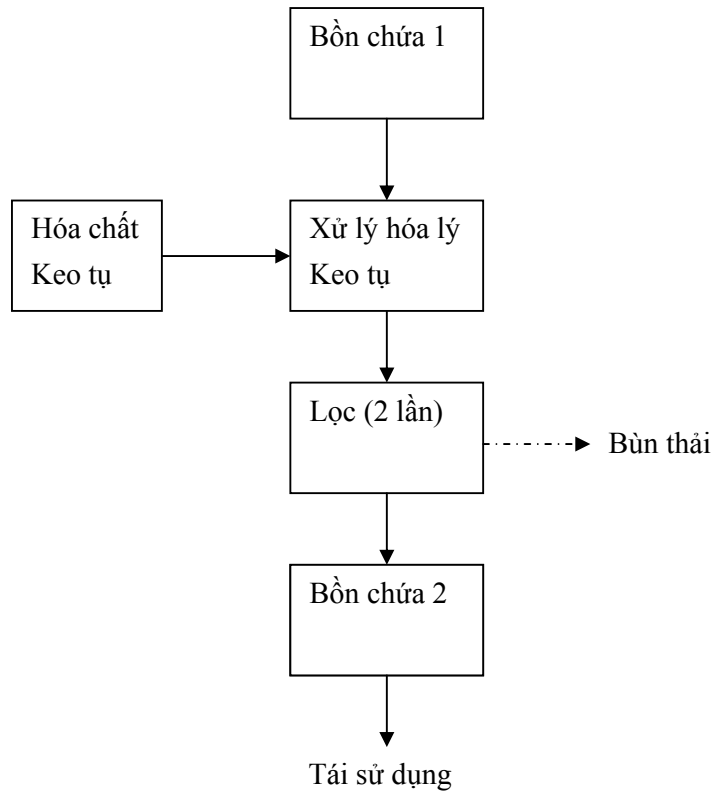 Bồn chứa 1
Hóa chất
Keo tụ
Xử lý hóa lý
Keo tụ
Lọc (2 lần)
Bùn thải
Bồn chứa 2
Tái sử dụng